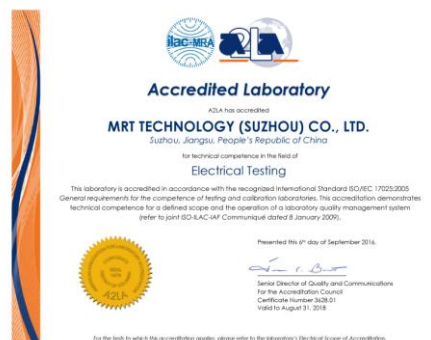 ilac-MRA
A2LA
Accredited Laboratory
A2LA has accredited
MRT TECHNOLOGY (SUZHOU) CO., LTD.
Suzhou, Jiangsu, People's Republic of China
for technical competence in the field of
Electrical Testing
This laboratory is accredited in accordance with the recognized International Standard ISO/IEC 17025:2005
General requirements for the competence of testing and calibration laboratories. This accreditation demonstrates
technical competence for a defined scope and the operation of a laboratory quality management system
(refer to joint ISO-ILAC-IAF Communiqué dated 8 January 2009).
Presented this 6th day of September 2016.
Senior Director of Quality and Communications
For the Accreditation Council
Certificate Number 3628.01
Valid to August 31, 2018
A2LA
For the tests to which this accreditation applies, please refer to the laboratory's Electrical Scope of Accreditation.